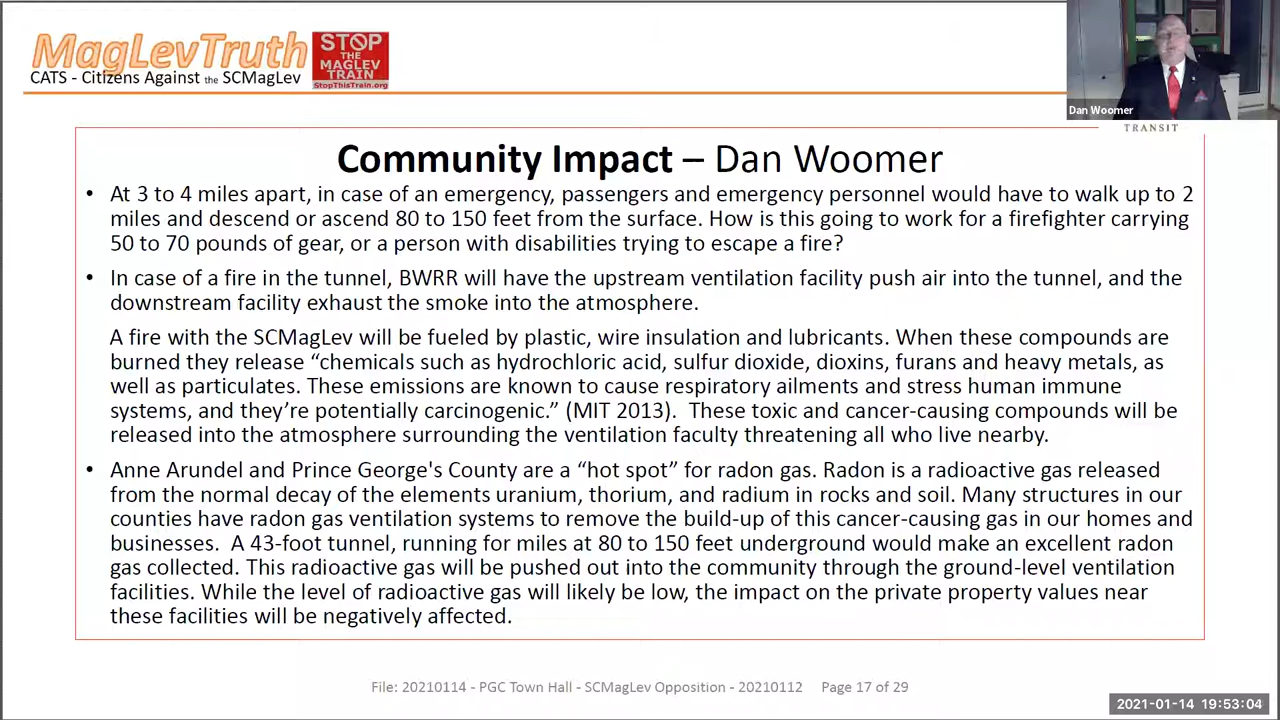 MagLevTruth
CATS - Citizens Against the SCMagLev
STOP
THE
MAGLEV
TRAIN
StopThisTrain.org
Dan Woomer
TRANSIT
Community Impact – Dan Woomer
• At 3 to 4 miles apart, in case of an emergency, passengers and emergency personnel would have to walk up to 2
miles and descend or ascend 80 to 150 feet from the surface. How is this going to work for a firefighter carrying
50 to 70 pounds of gear, or a person with disabilities trying to escape a fire?
• In case of a fire in the tunnel, BWRR will have the upstream ventilation facility push air into the tunnel, and the
downstream facility exhaust the smoke into the atmosphere.
A fire with the SCMagLev will be fueled by plastic, wire insulation and lubricants. When these compounds are
burned they release “chemicals such as hydrochloric acid, sulfur dioxide, dioxins, furans and heavy metals, as
well as particulates. These emissions are known to cause respiratory ailments and stress human immune
systems, and they’re potentially carcinogenic.” (MIT 2013). These toxic and cancer-causing compounds will be
released into the atmosphere surrounding the ventilation faculty threatening all who live nearby.
• Anne Arundel and Prince George's County are a “hot spot” for radon gas. Radon is a radioactive gas released
from the normal decay of the elements uranium, thorium, and radium in rocks and soil. Many structures in our
counties have radon gas ventilation systems to remove the build-up of this cancer-causing gas in our homes and
businesses. A 43-foot tunnel, running for miles at 80 to 150 feet underground would make an excellent radon
gas collected. This radioactive gas will be pushed out into the community through the ground-level ventilation
facilities. While the level of radioactive gas will likely be low, the impact on the private property values near
these facilities will be negatively affected.
File: 20210114 - PGC Town Hall - SCMagLev Opposition - 20210112 Page 17 of 29
2021-01-14 19:53:04